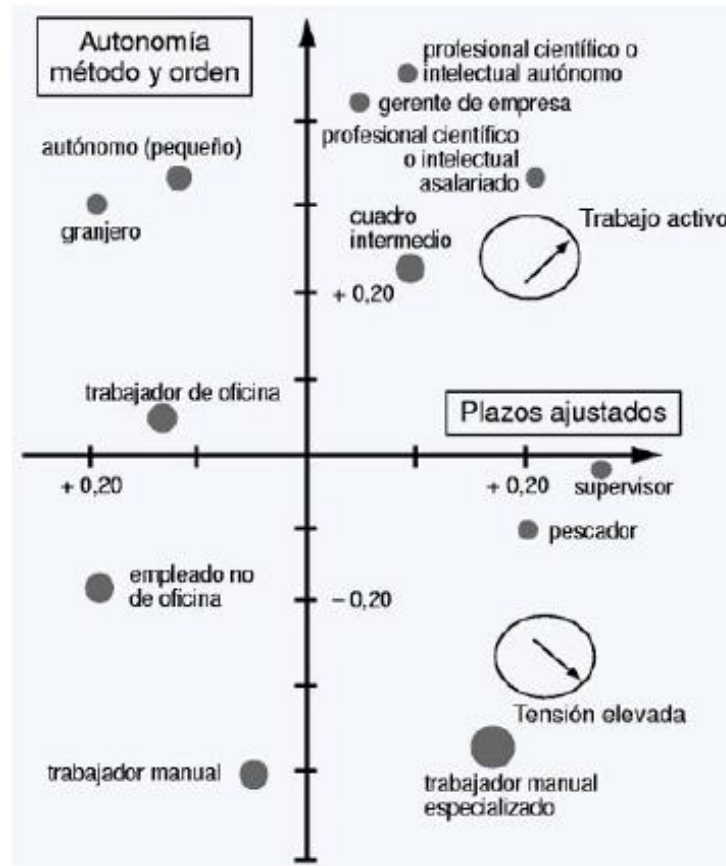 Autonomía
método y orden
profesional científico o
intelectual autónomo
gerente de empresa
profesional científico
o intelectual
asalariado
autónomo (pequeño)
granjero
cuadro
intermedio
Trabajo activo
+ 0,20
trabajador de oficina
Plazos ajustados
+ 0,20
+ 0,20
supervisor
pescador
empleado no
de oficina
– 0,20
Tensión elevada
trabajador manual
trabajador manual
especializado